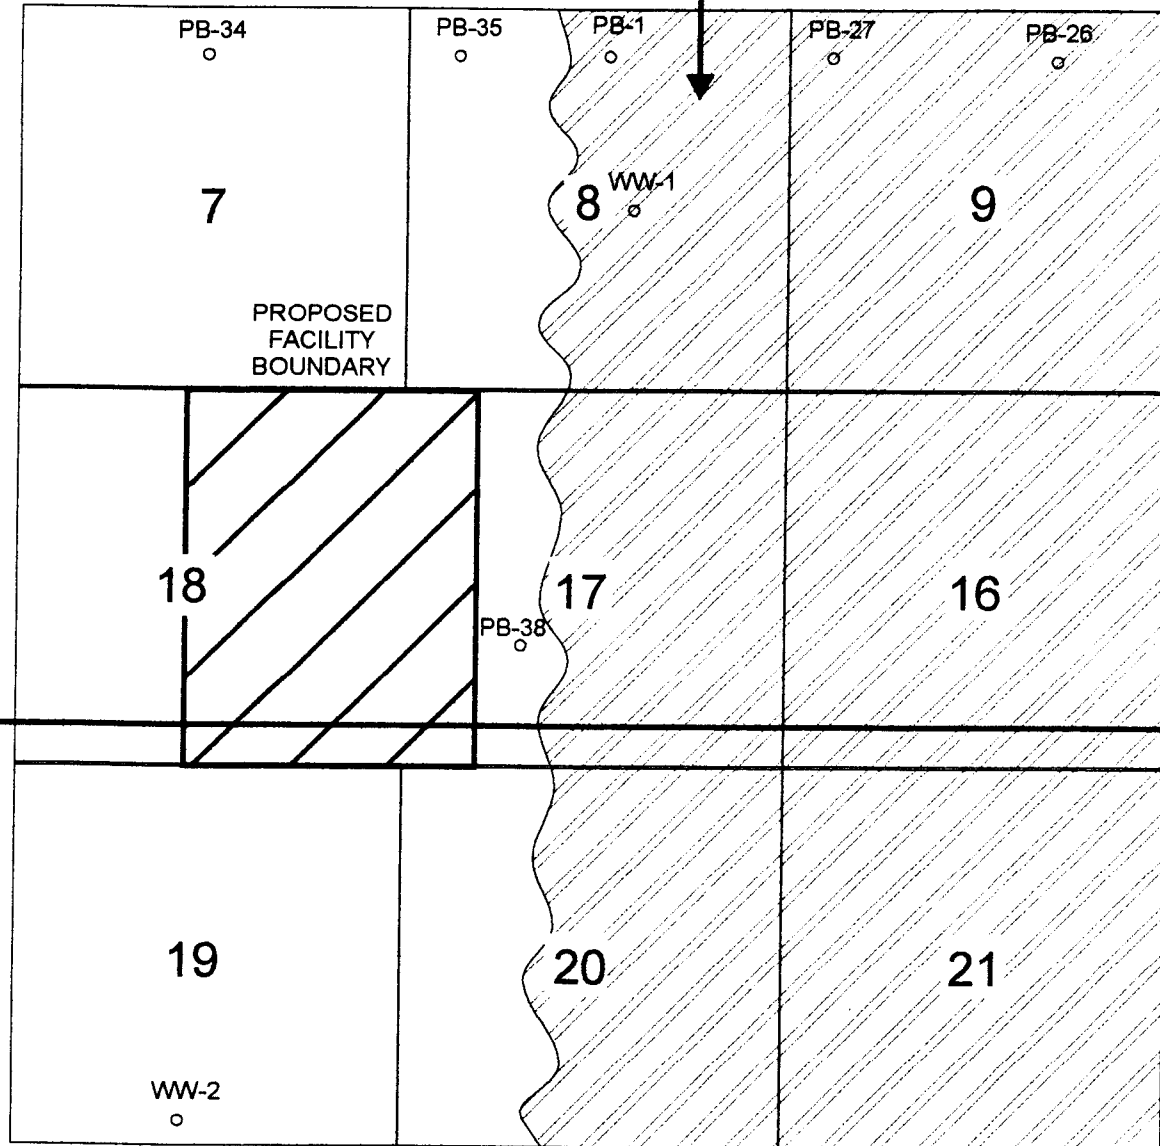 PB-34
PB-35
PB-1
PB-27
PB-26
7
8
WW-1
9
PROPOSED
FACILITY
BOUNDARY
18
17
16
PB-38
19
20
21
WW-2